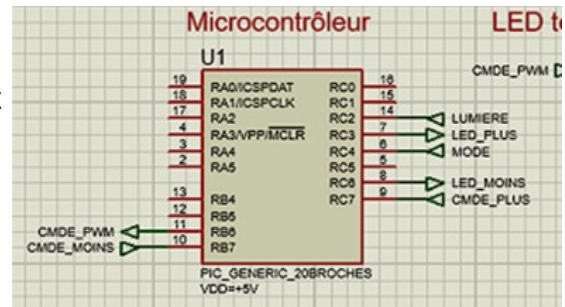 Microcontrôleur
LED t
U1
CMDE_PWM
19 RA0/ICSPDAT RC0 16
18 RA1/ICSPCLK RC1 15
17 RA2 RC2 14 LUMIERE
4 RA3/VPP/MCLR RC3 7 LED_PLUS
3 RA4 RC4 6 MODE
2 RA5 RC5 5
RC6 8 LED_MOINS
13 RB4 RC7 9 CMDE_PLUS
12 RB5
CMDE_PWM 11 RB6
CMDE_MOINS 10 RB7
PIC_GENERIC_20BROCHES
VDD=+5V